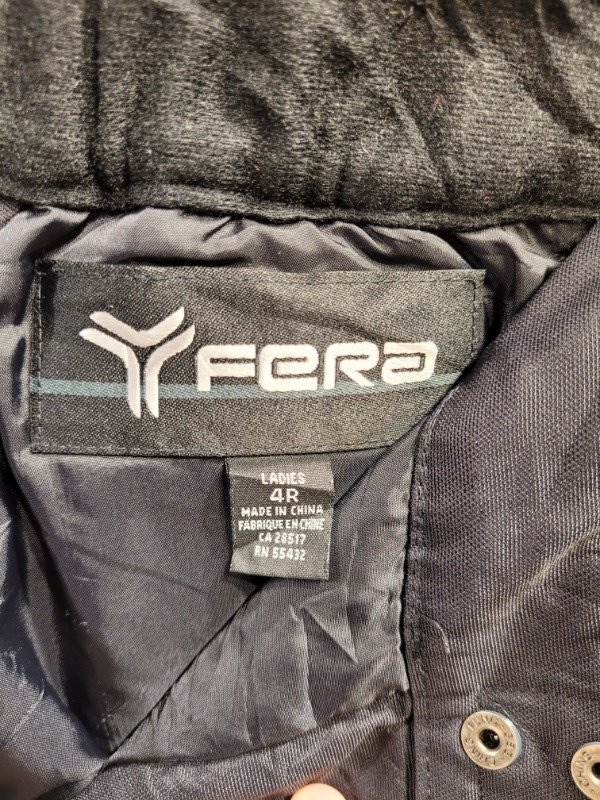 FERA
LADIES
4R
MADE IN CHINA
FABRIQUE EN CHINE
CA 28517
RN 55432